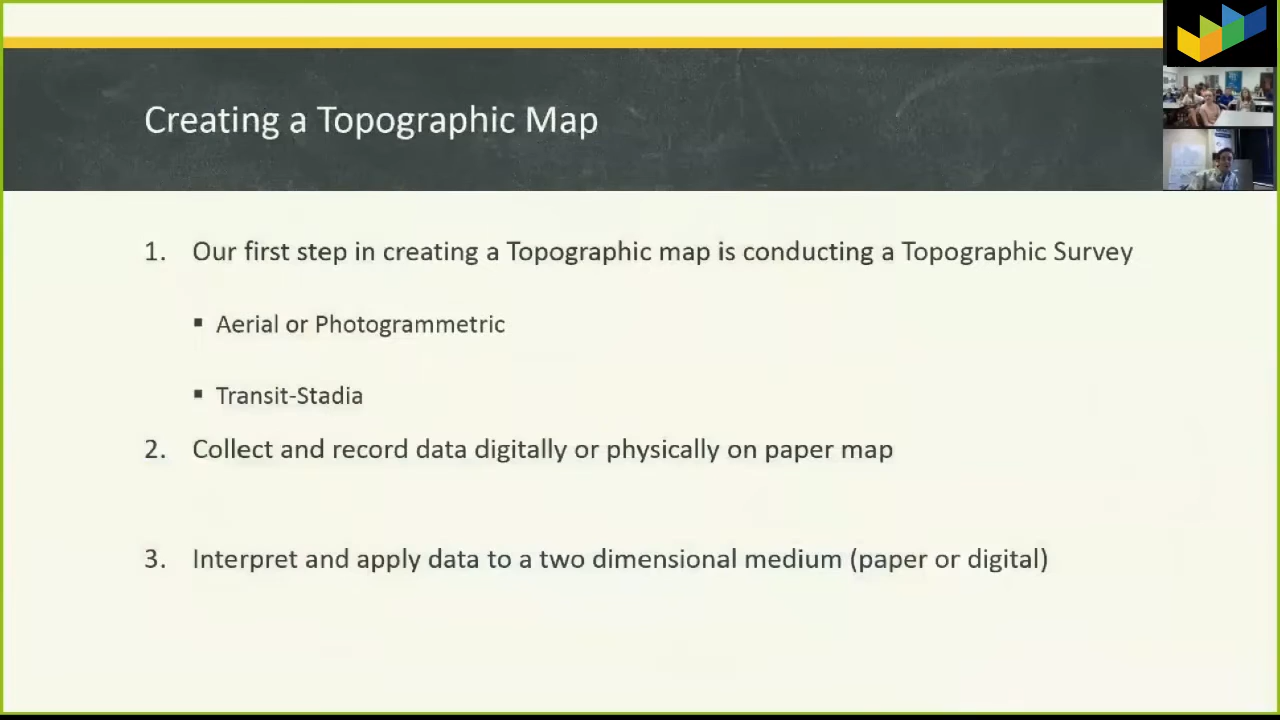 Creating a Topographic Map
1. Our first step in creating a Topographic map is conducting a Topographic Survey
▪ Aerial or Photogrammetric
▪ Transit-Stadia
2. Collect and record data digitally or physically on paper map
3. Interpret and apply data to a two dimensional medium (paper or digital)